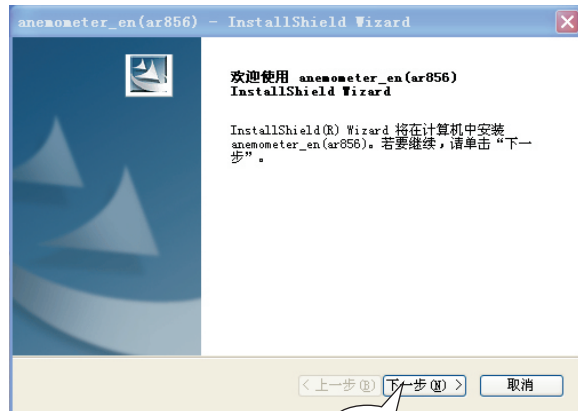 anemometer_en(ar856) - InstallShield Wizard
欢迎使用 anemometer_en(ar856)
InstallShield Wizard
InstallShield(R) Wizard 将在计算机中安装
anemometer_en(ar856)。若要继续，请单击“下一
步”。
< 上一步(B) 下一步(N) > 取消